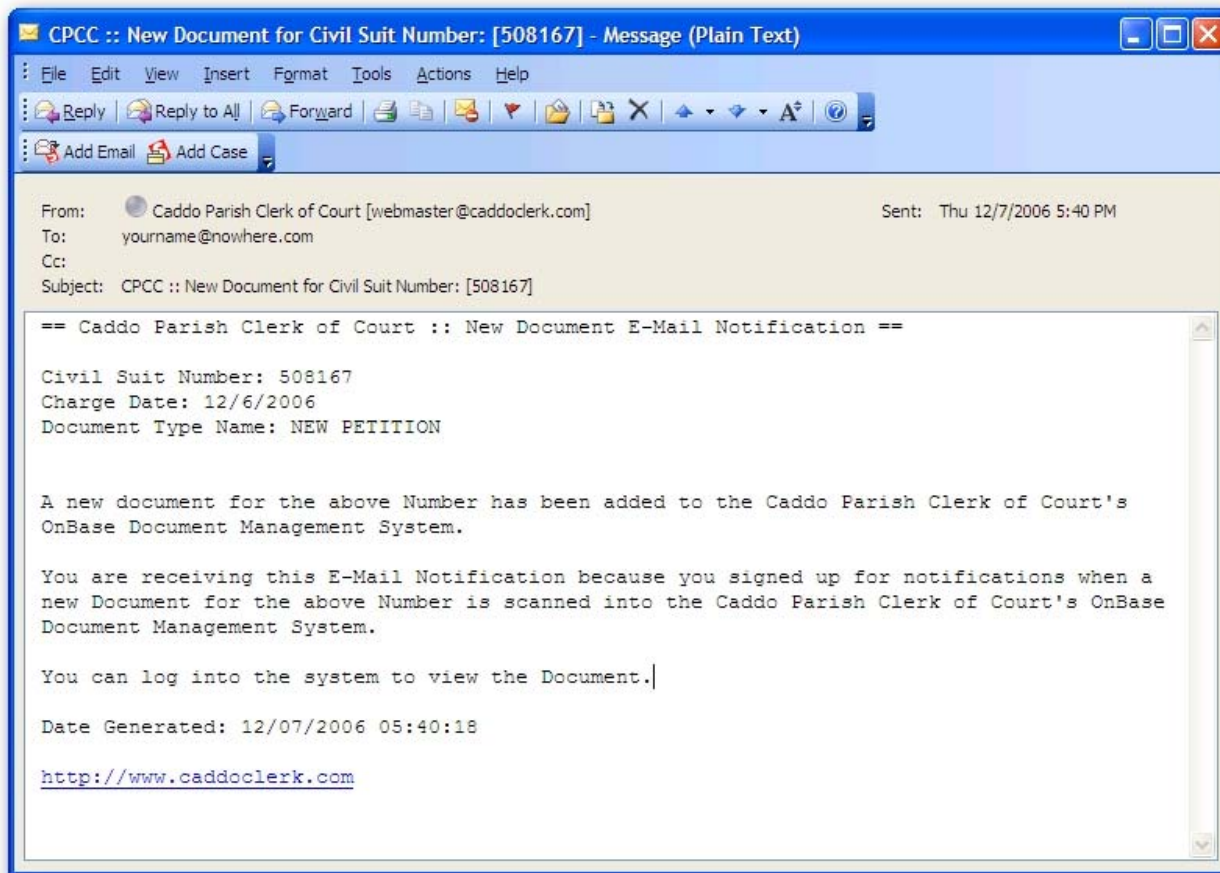 CPCC :: New Document for Civil Suit Number: [508167] - Message (Plain Text)
File Edit View Insert Format Tools Actions Help
Reply Reply to All Forward
Add Email Add Case
From: Caddo Parish Clerk of Court [webmaster@caddoclerk.com] Sent: Thu 12/7/2006 5:40 PM
To: yourname@nowhere.com
Cc:
Subject: CPCC :: New Document for Civil Suit Number: [508167]
== Caddo Parish Clerk of Court :: New Document E-Mail Notification ==
Civil Suit Number: 508167
Charge Date: 12/6/2006
Document Type Name: NEW PETITION
A new document for the above Number has been added to the Caddo Parish Clerk of Court's
OnBase Document Management System.
You are receiving this E-Mail Notification because you signed up for notifications when a
new Document for the above Number is scanned into the Caddo Parish Clerk of Court's OnBase
Document Management System.
You can log into the system to view the Document.
Date Generated: 12/07/2006 05:40:18
http://www.caddoclerk.com